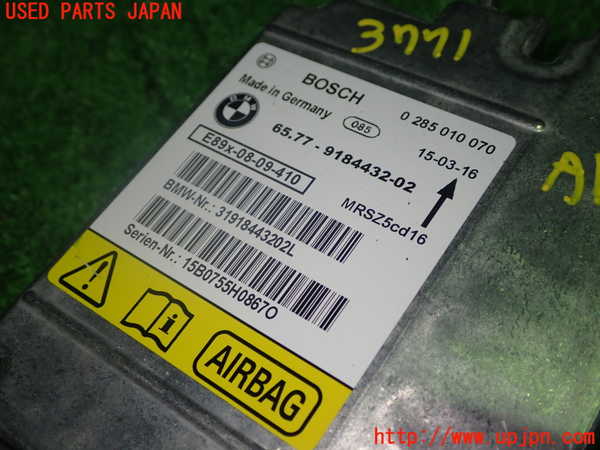 USED PARTS JAPAN
3771
BOSCH
0 285 010 070
Made in Germany
085
15-03-16
65.77 - 9184432-02
E89x-08-09-410
MRSZ5cd16
BMW-Nr.: 31918443202L
Serien-Nr.: 15B0755H0867O
AIRBAG
http://www.upjpn.com/